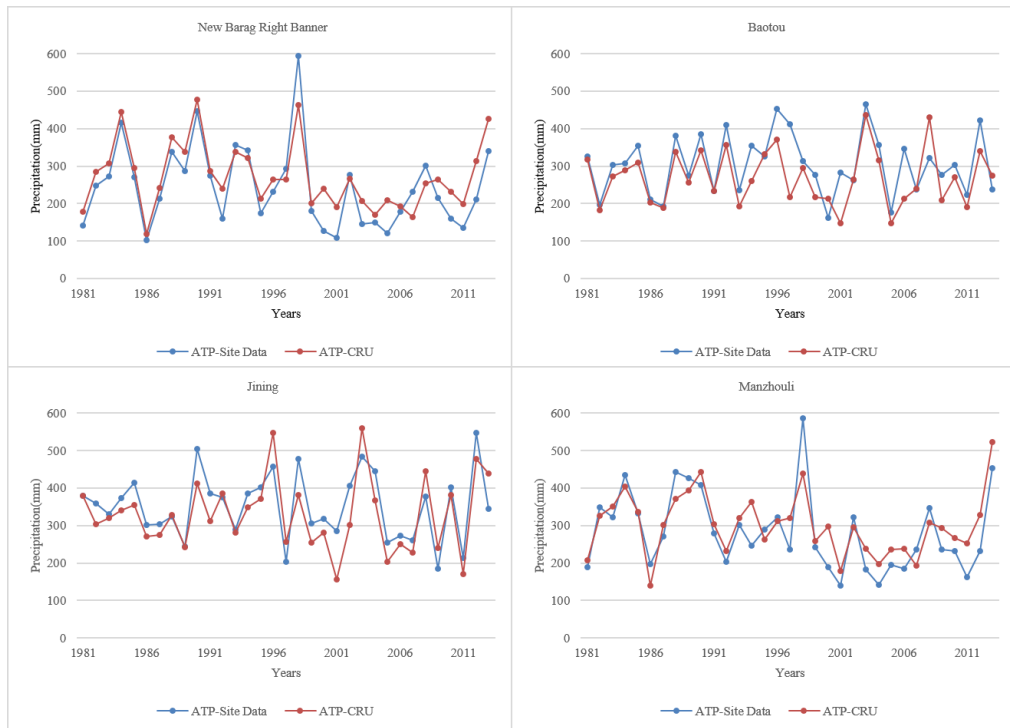 New Barag Right Banner
Precipitation(mm)
600
500
400
300
200
100
0
1981 1986 1991 1996 2001 2006 2011
Years
ATP-Site Data ATP-CRU
Baotou
Precipitation(mm)
600
500
400
300
200
100
0
1981 1986 1991 1996 2001 2006 2011
Years
ATP-Site Data ATP-CRU
Jining
Precipitation(mm)
600
500
400
300
200
100
0
1981 1986 1991 1996 2001 2006 2011
Years
ATP-Site Data ATP-CRU
Manzhouli
Precipitation(mm)
600
500
400
300
200
100
0
1981 1986 1991 1996 2001 2006 2011
Years
ATP-Site Data ATP-CRU